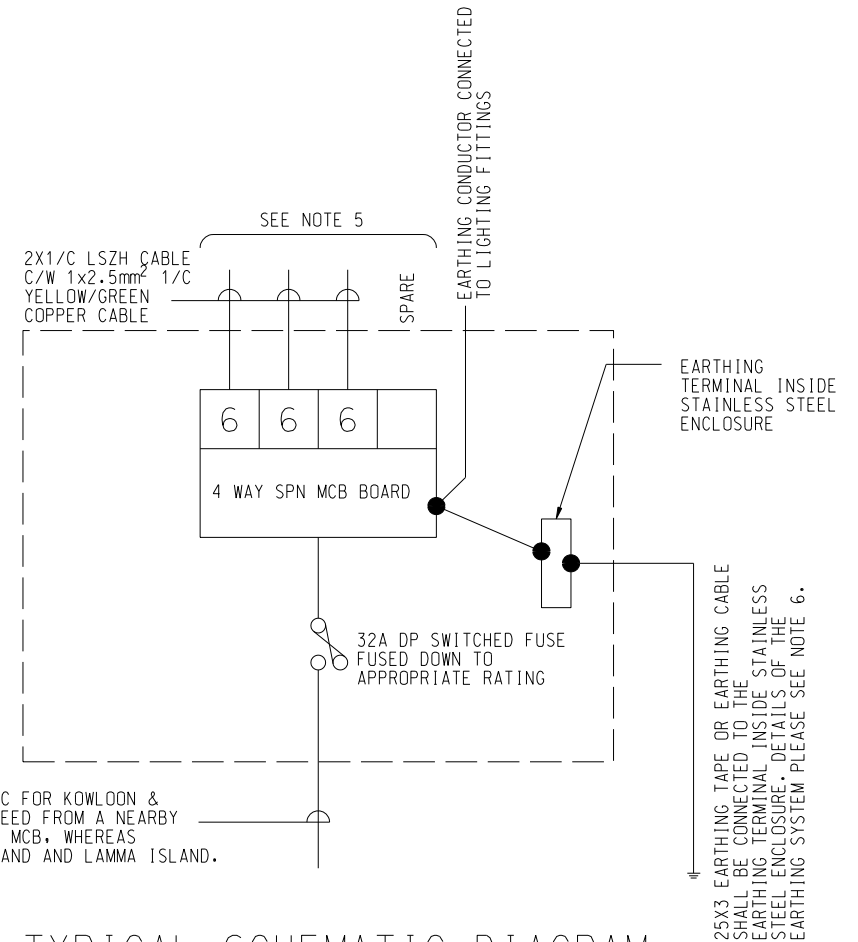 EARTHING CONDUCTOR CONNECTED
TO LIGHTING FITTINGS
SEE NOTE 5
2X1/C LSZH CABLE
C/W 1x2.5mm² 1/C
YELLOW/GREEN
COPPER CABLE
SPARE
EARTHING
TERMINAL INSIDE
STAINLESS STEEL
ENCLOSURE
6 6 6
4 WAY SPN MCB BOARD
32A DP SWITCHED FUSE
FUSED DOWN TO
APPROPRIATE RATING
25X3 EARTHING TAPE OR EARTHING CABLE
SHALL BE CONNECTED TO THE
EARTHING TERMINAL INSIDE STAINLESS
STEEL ENCLOSURE. DETAILS OF THE
EARTHING SYSTEM PLEASE SEE NOTE 6.
C FOR KOWLOON &
EED FROM A NEARBY
MCB, WHEREAS
AND AND LAMMA ISLAND.
TYPICAL SCHEMATIC DIAGRAM